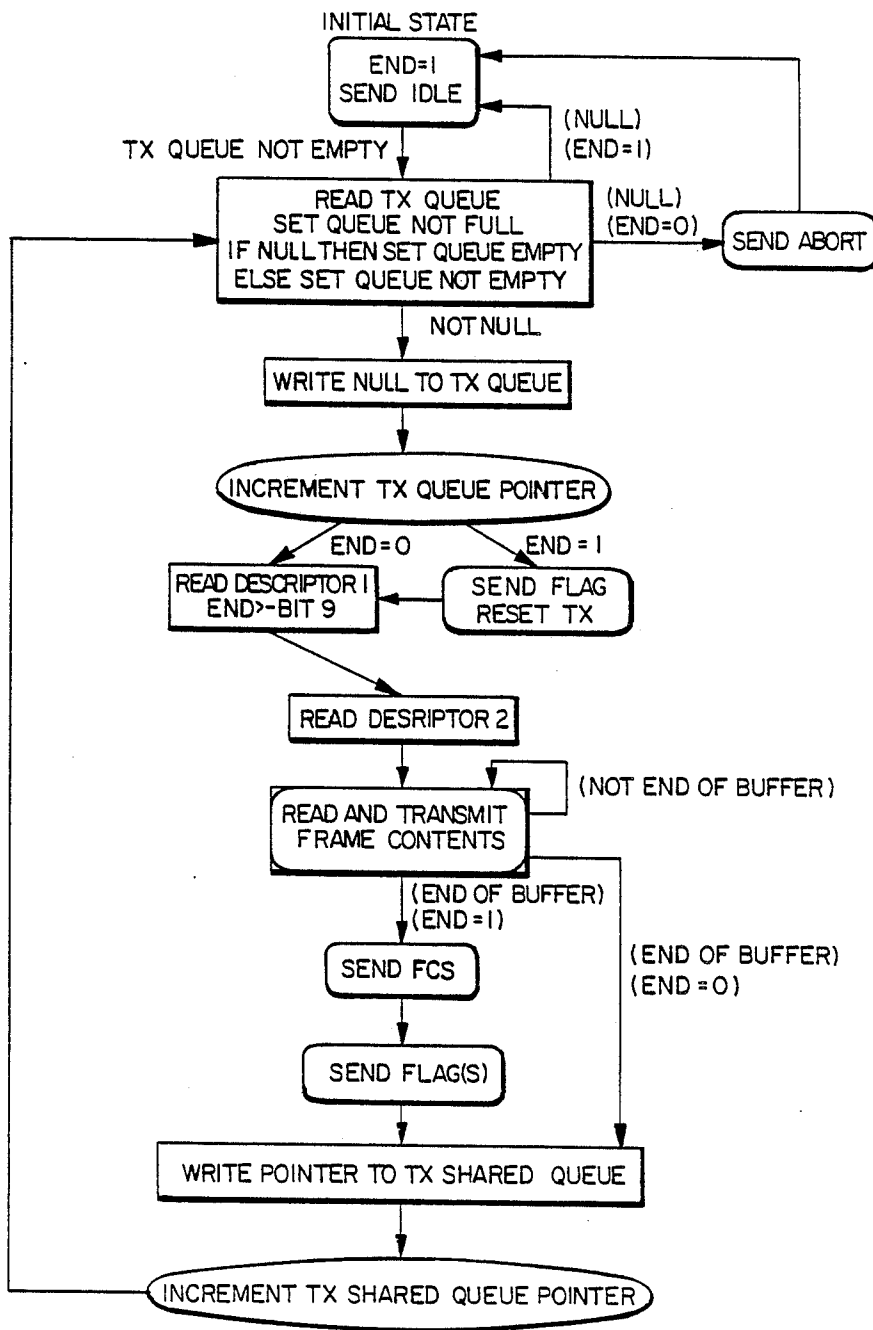 INITIAL STATE
END=1
SEND IDLE
(NULL)
(END=1)
TX QUEUE NOT EMPTY
READ TX QUEUE
SET QUEUE NOT FULL
IF NULL THEN SET QUEUE EMPTY
ELSE SET QUEUE NOT EMPTY
(NULL)
(END=0)
SEND ABORT
NOT NULL
WRITE NULL TO TX QUEUE
INCREMENT TX QUEUE POINTER
END=0
END=1
READ DESCRIPTOR 1
END>-BIT 9
SEND FLAG
RESET TX
READ DESRIPTOR 2
(NOT END OF BUFFER)
READ AND TRANSMIT
FRAME CONTENTS
(END OF BUFFER)
(END=1)
(END OF BUFFER)
(END=0)
SEND FCS
SEND FLAG(S)
WRITE POINTER TO TX SHARED QUEUE
INCREMENT TX SHARED QUEUE POINTER